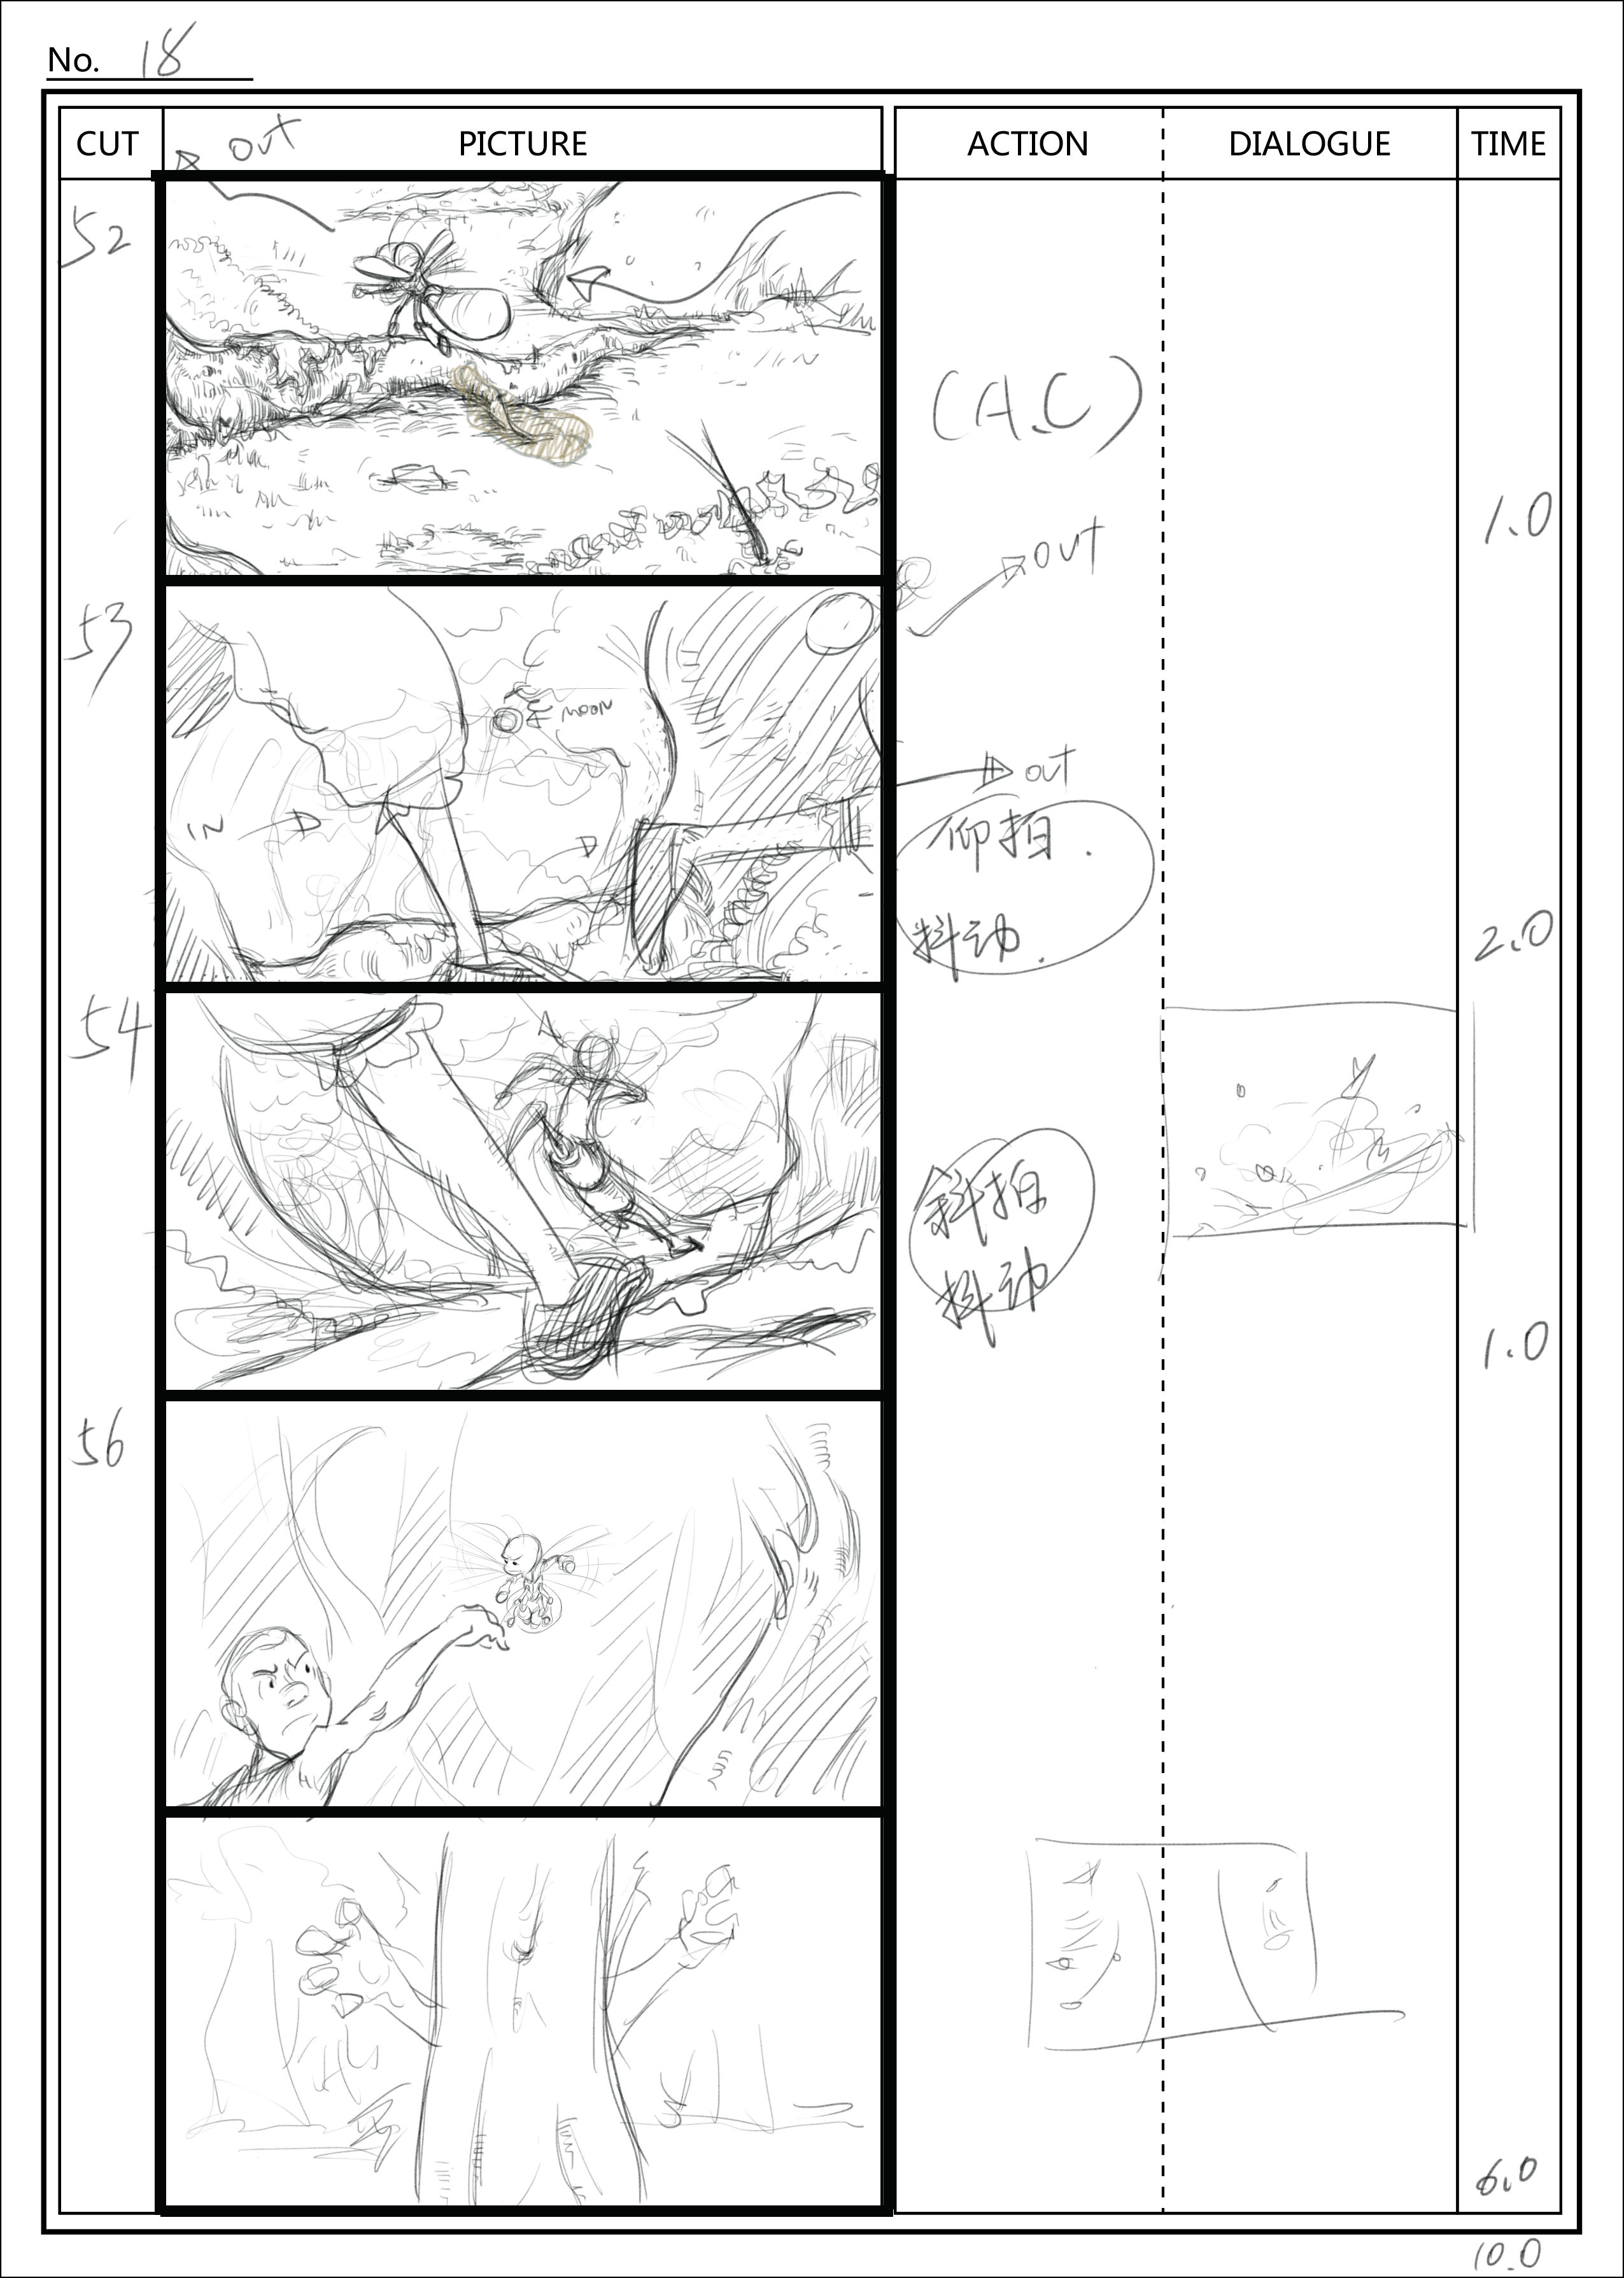 No. 18
CUT PICTURE ACTION DIALOGUE TIME
out
52
(A.C)
1.0
out
53
MOON
IN
out
仰拍.
抖动.
2.0
54
斜拍
抖动
1.0
56
6.0
10.0